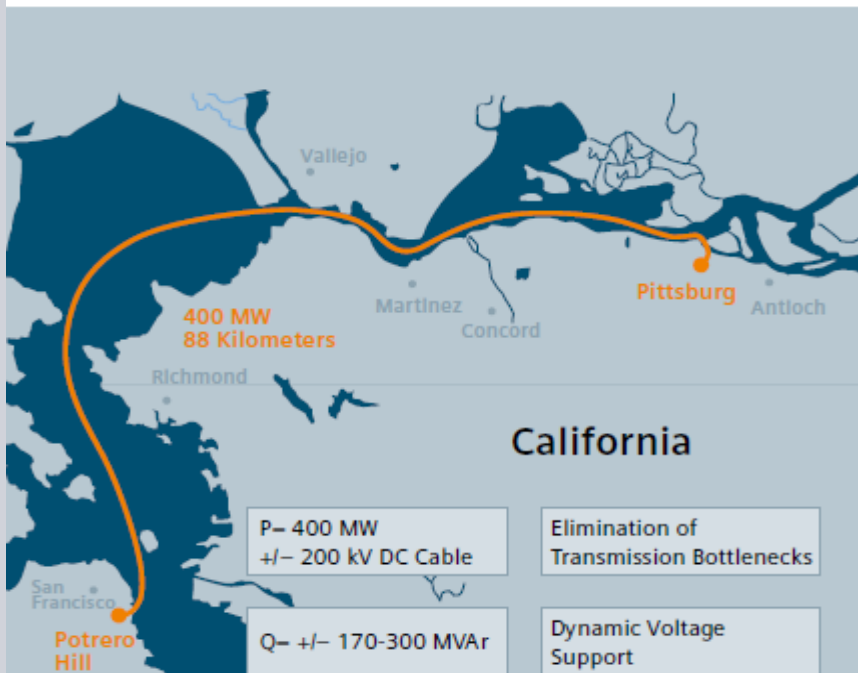 Vallejo
Martinez
Pittsburg
Antioch
400 MW
88 Kilometers
Concord
Richmond
California
P= 400 MW
+/− 200 kV DC Cable
Elimination of
Transmission Bottlenecks
San
Francisco
Potrero
Hill
Q= +/− 170-300 MVAr
Dynamic Voltage
Support